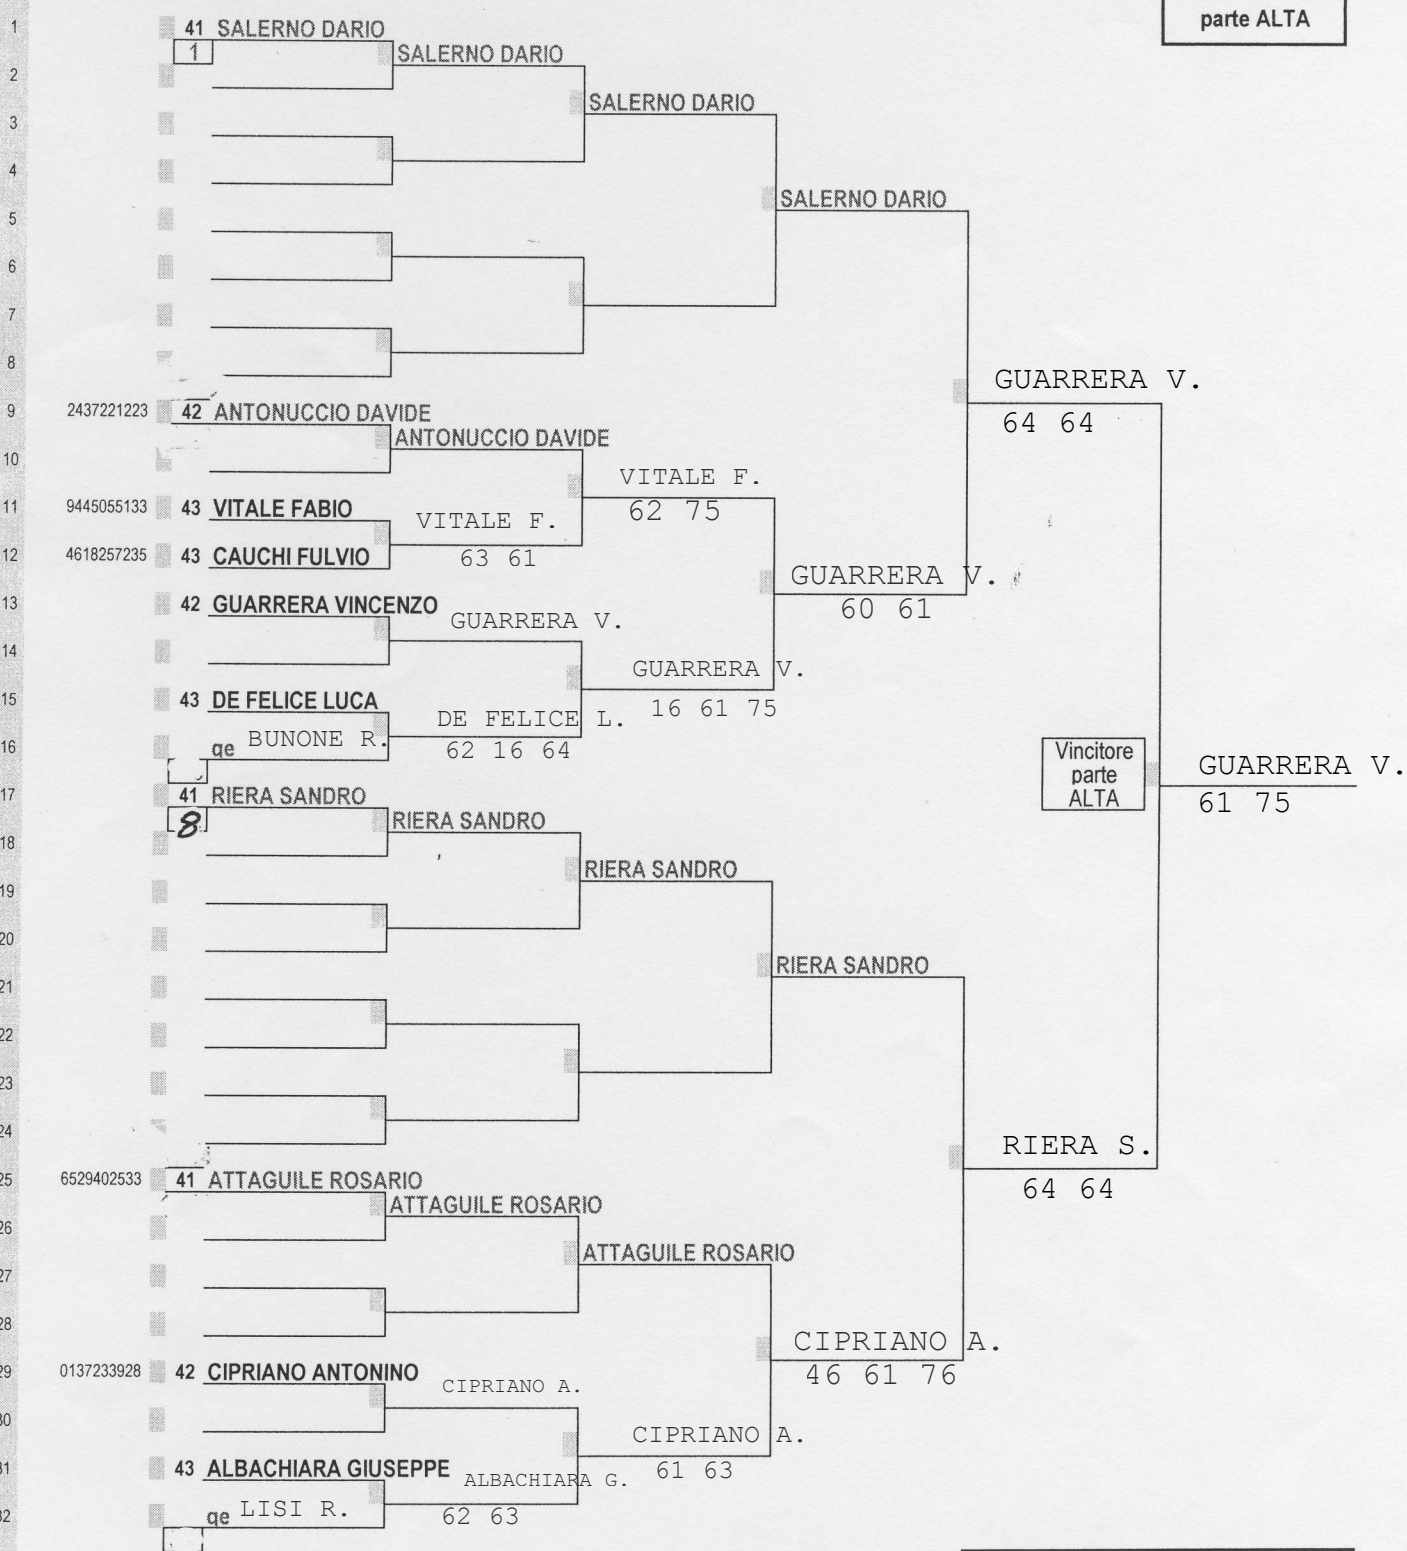 parte ALTA
1 41 SALERNO DARIO
1
SALERNO DARIO
2
SALERNO DARIO
3
4
SALERNO DARIO
5
6
7
8
GUARRERA V.
64 64
9 2437221223 42 ANTONUCCIO DAVIDE
ANTONUCCIO DAVIDE
10
VITALE F.
62 75
11 9445055133 43 VITALE FABIO
VITALE F.
63 61
12 4618257235 43 CAUCHI FULVIO
GUARRERA V.
60 61
13 42 GUARRERA VINCENZO
GUARRERA V.
14
GUARRERA V.
16 61 75
15 43 DE FELICE LUCA
DE FELICE L.
62 16 64
16 qe BUNONE R.
Vincitore
parte
ALTA
GUARRERA V.
61 75
17 41 RIERA SANDRO
8
RIERA SANDRO
18
RIERA SANDRO
19
20
RIERA SANDRO
21
22
23
24
RIERA S.
64 64
25 6529402533 41 ATTAGUILE ROSARIO
ATTAGUILE ROSARIO
26
ATTAGUILE ROSARIO
27
28
CIPRIANO A.
46 61 76
29 0137233928 42 CIPRIANO ANTONINO
CIPRIANO A.
30
CIPRIANO A.
61 63
31 43 ALBACHIARA GIUSEPPE
ALBACHIARA G.
62 63
32 qe LISI R.